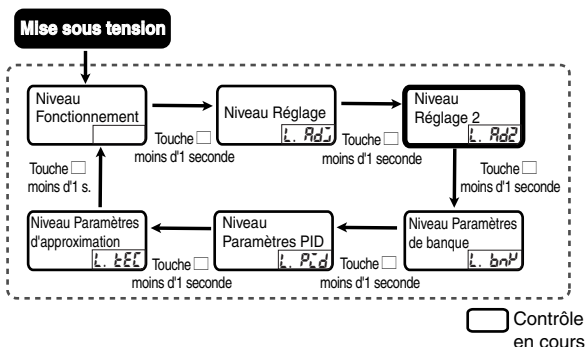 Mise sous tension
Niveau
Fonctionnement
Touche □
moins d'1 seconde
Niveau Réglage
L. AdJ
Touche □
moins d'1 seconde
Niveau
Réglage 2
L. Ad2
Touche □
moins d'1 seconde
Niveau Paramètres
de banque
L. bnK
Touche □
moins d'1 seconde
Niveau
Paramètres PID
L. Pid
Touche □
moins d'1 seconde
Niveau Paramètres
d'approximation
L. tEC
Touche □
moins d'1 s.
Contrôle
en cours